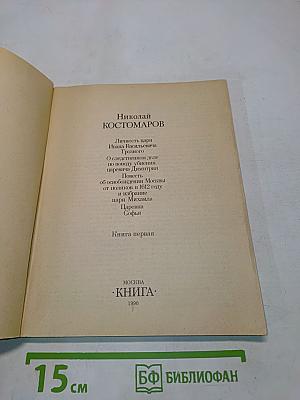 Николай
КОСТОМАРОВ
Личность царя
Ивана Васильевича
Грозного
О следственном деле
по поводу убиения
царевича Димитрия
Повесть
об освобождении Москвы
от поляков в 1612 году
и избрание
царя Михаила
Царевна
Софья
Книга первая
МОСКВА
·КНИГА·
1990
15 см
БФ БИБЛИОФАН